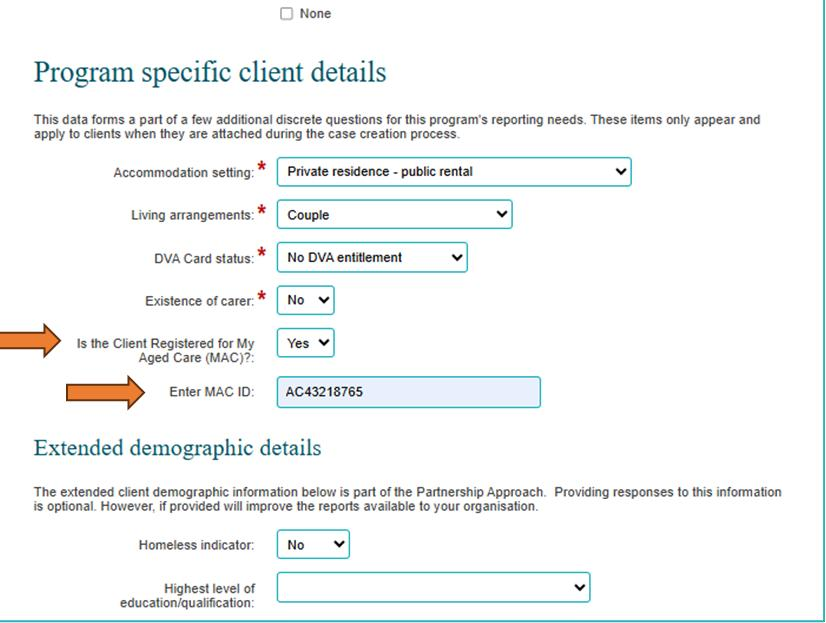 None
Program specific client details
This data forms a part of a few additional discrete questions for this program's reporting needs. These items only appear and
apply to clients when they are attached during the case creation process.
Accommodation setting:* Private residence - public rental
Living arrangements:* Couple
DVA Card status:* No DVA entitlement
Existence of carer:* No
Is the Client Registered for My Yes
Aged Care (MAC)?:
Enter MAC ID: AC43218765
Extended demographic details
The extended client demographic information below is part of the Partnership Approach.  Providing responses to this information
is optional. However, if provided will improve the reports available to your organisation.
Homeless indicator: No
Highest level of
education/qualification: